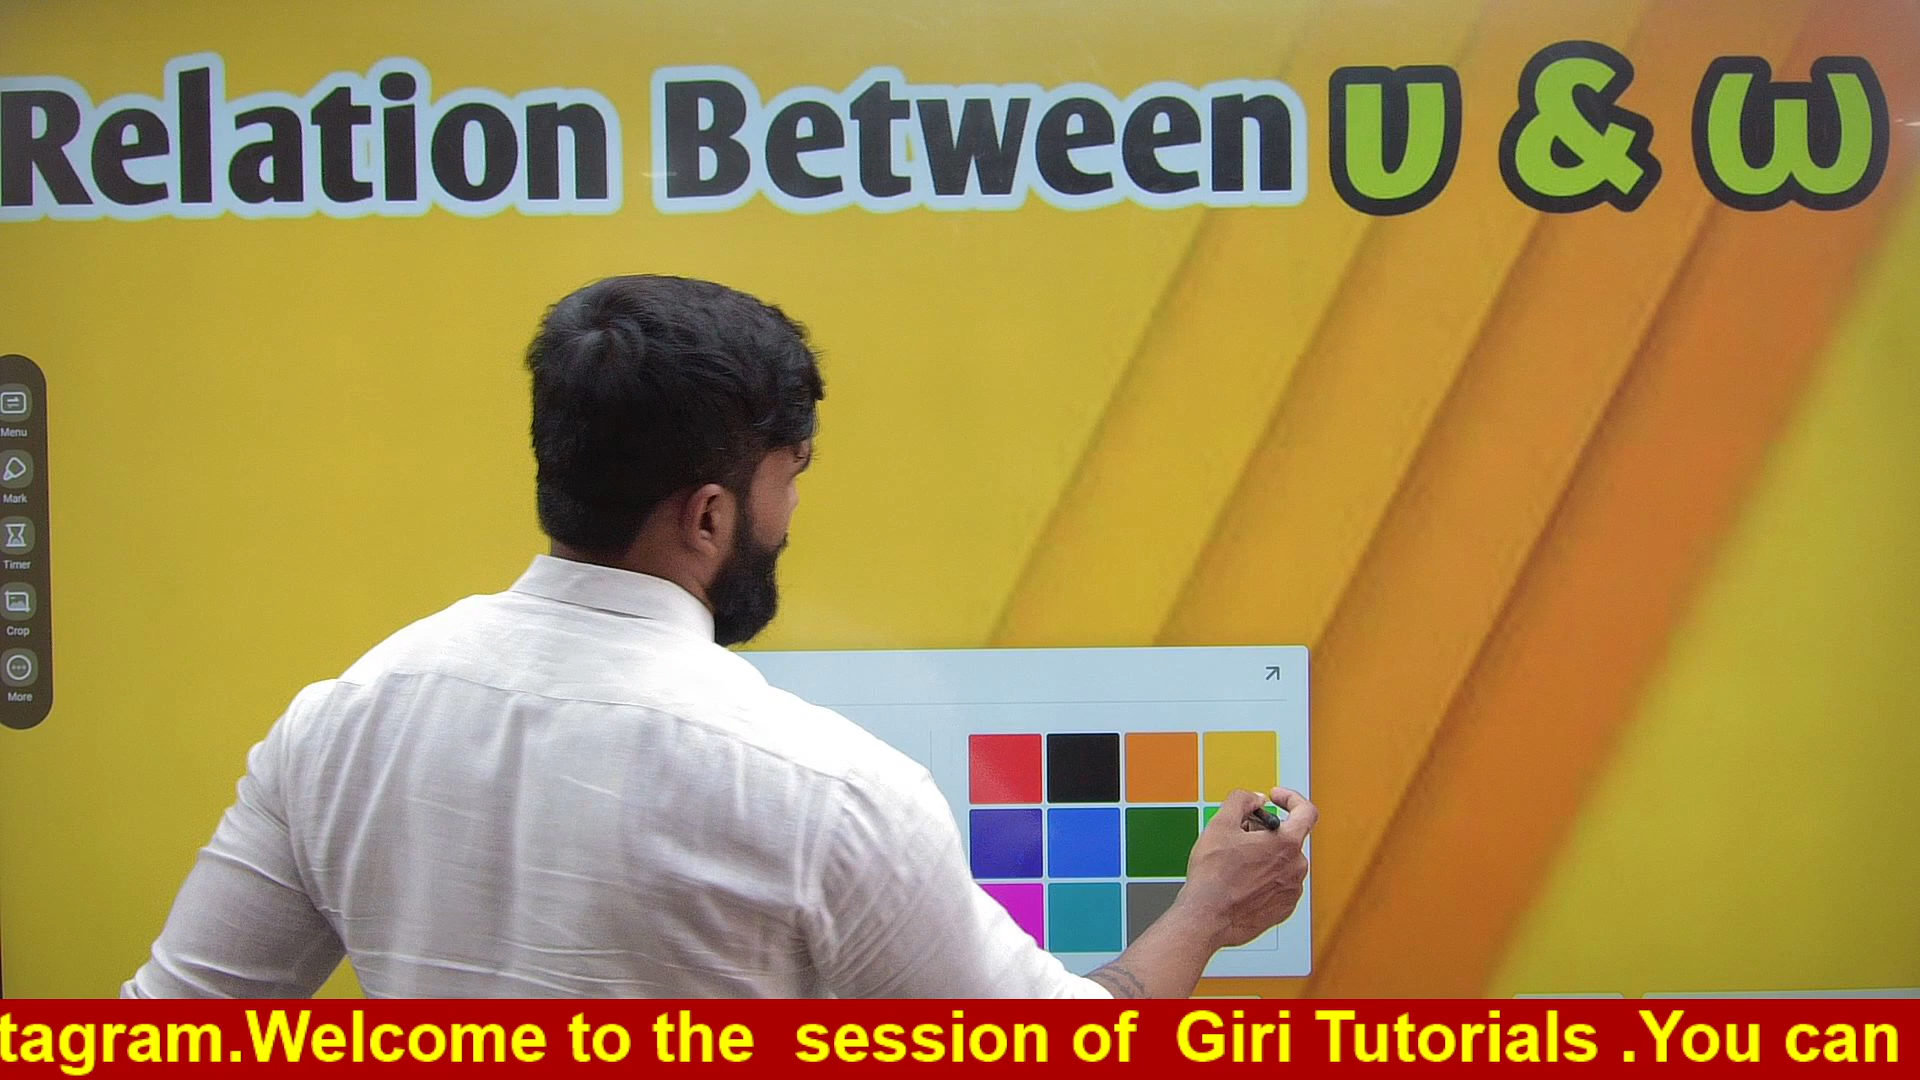 Relation Between υ & ω
Menu
Mark
Timer
Crop
More
tagram.Welcome to the session of Giri Tutorials .You can